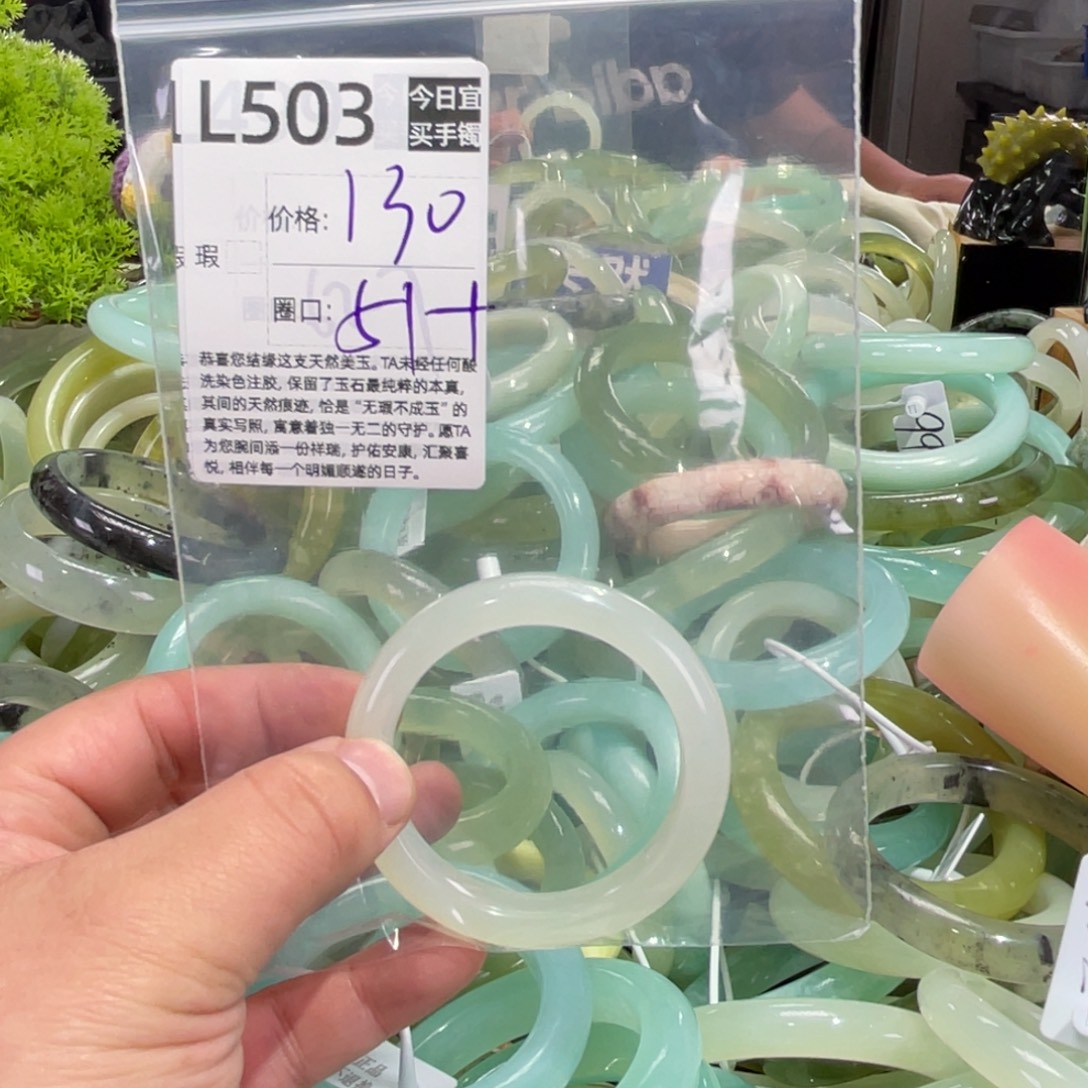 L503
今日宜
买手镯
价格: 130
瑕
圈口: 51+
恭喜您结缘这支天然美玉。TA未经任何酸
洗染色注胶, 保留了玉石最纯粹的本真,
其间的天然痕迹, 恰是“无瑕不成玉”的
真实写照, 寓意着独一无二的守护。愿TA
为您腕间添一份祥瑞, 护佑安康, 汇聚喜
悦, 相伴每一个明媚顺遂的日子。